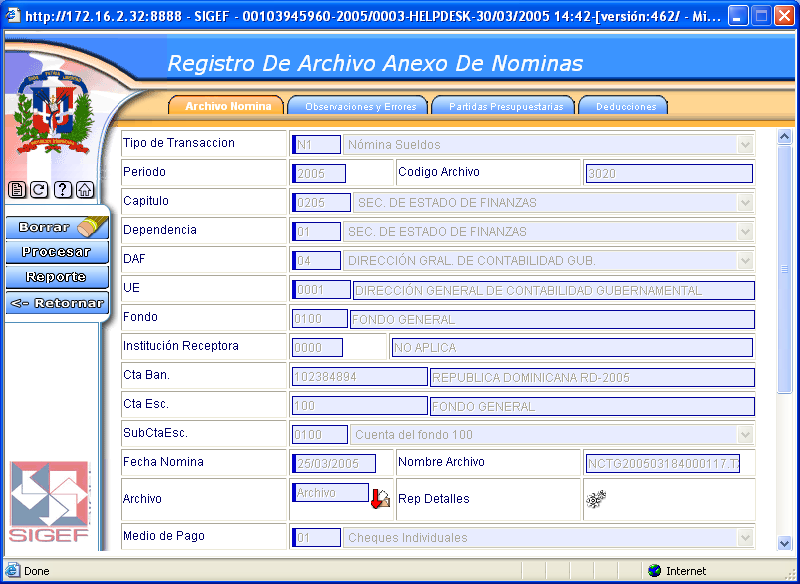 http://172.16.2.32:8888 - SIGEF - 00103945960-2005/0003-HELPDESK-30/03/2005 14:42-[versión:462/ - Mi...
Registro De Archivo Anexo De Nominas
Archivo Nomina Observaciones y Errores Partidas Presupuestarias Deducciones
Tipo de Transaccion N1 Nómina Sueldos
Periodo 2005 Codigo Archivo 3020
Capitulo 0205 SEC. DE ESTADO DE FINANZAS
Dependencia 01 SEC. DE ESTADO DE FINANZAS
DAF 04 DIRECCIÓN GRAL. DE CONTABILIDAD GUB.
UE 0001 DIRECCIÓN GENERAL DE CONTABILIDAD GUBERNAMENTAL
Fondo 0100 FONDO GENERAL
Institución Receptora 0000 NO APLICA
Cta Ban. 102384894 REPUBLICA DOMINICANA RD-2005
Cta Esc. 100 FONDO GENERAL
SubCtaEsc. 0100 Cuenta del fondo 100
Fecha Nomina 25/03/2005 Nombre Archivo NCTG200503184000117.T
Archivo Archivo Rep Detalles
Medio de Pago 01 Cheques Individuales
Borrar
Procesar
Reporte
<- Retornar
SIGEF
Done Internet